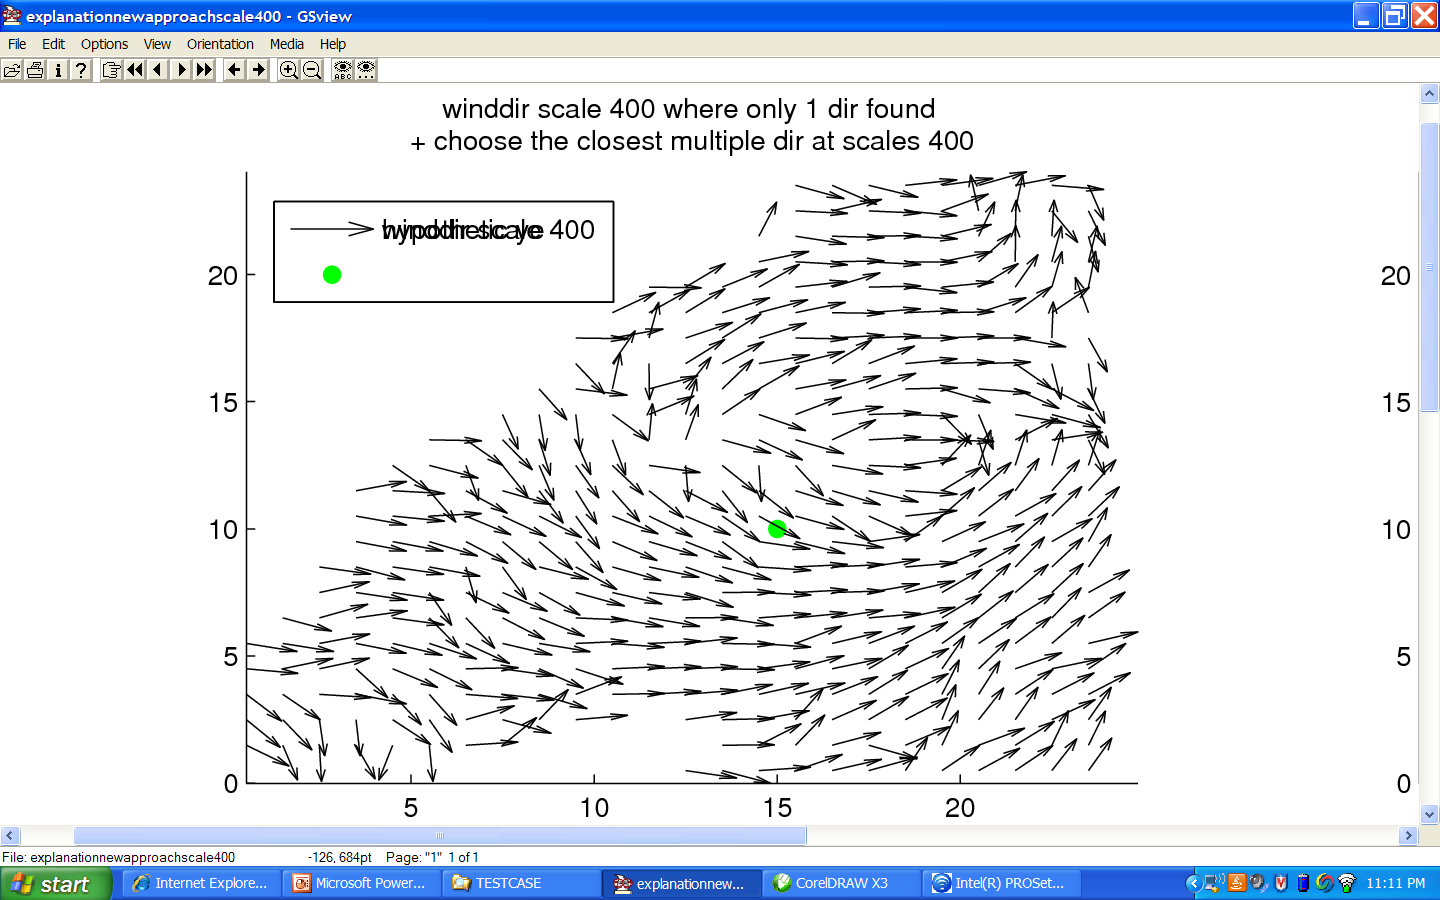 explanationnewapproachscale400 - GSview
File Edit Options View Orientation Media Help
winddir scale 400 where only 1 dir found
+ choose the closest multiple dir at scales 400
400
20 20
15 15
10 10
5 5
0 0
5 10 15 20
File: explanationnewapproachscale400 -126, 684pt Page: "1" 1 of 1
start Internet Explore... Microsoft Power... TESTCASE explanationnew... CorelDRAW X3 Intel(R) PROSet... 11:11 PM